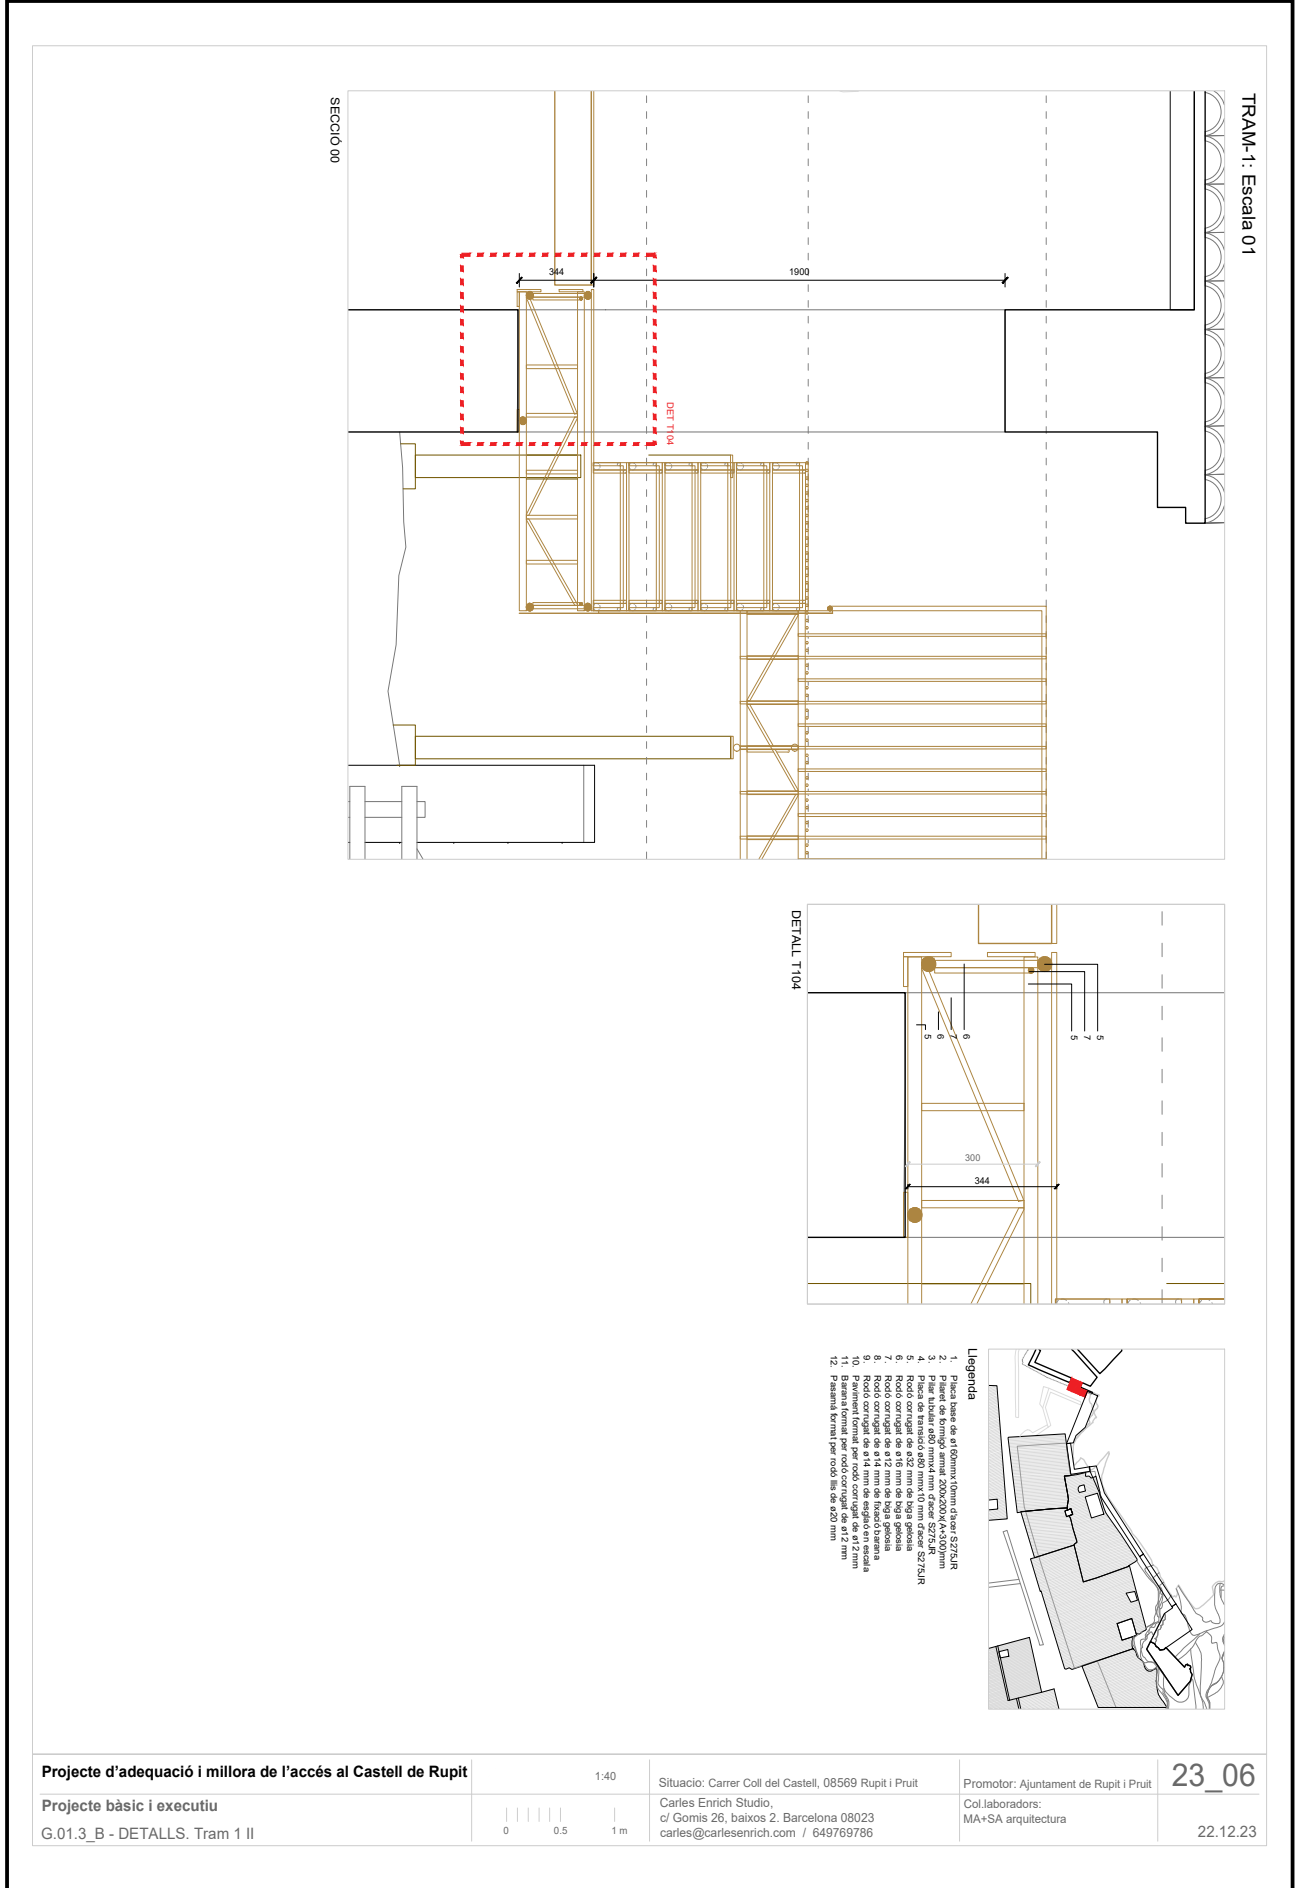 TRAM-1: Escala 01
344
1900
DET T104
SECCIÓ 00
5
7
5
6
7
6
5
300
344
DETALL T104
Llegenda
1. Placa base de ø160mmx10mm d'acer S275JR
2. Pilaret de formigó armat 200x200x(A+300)mm
3. Pilar tubular ø80 mmx4 mm d'acer S275JR
4. Placa de transició ø80 mmx10 mm d'acer S275JR
5. Rodó corrugat de ø32 mm de biga gelosia
6. Rodó corrugat de ø16 mm de biga gelosia
7. Rodó corrugat de ø12 mm de biga gelosia
8. Rodó corrugat de ø14 mm de fixació barana
9. Rodó corrugat de ø14 mm de esglaó en escala
10. Paviment format per rodó corrugat de ø12 mm
11. Barana format per rodó corrugat de ø12 mm
12. Pasamà format per rodó llis de ø20 mm
Projecte d'adequació i millora de l'accés al Castell de Rupit
Projecte bàsic i executiu
G.01.3_B - DETALLS. Tram 1 II
1:40
0 0.5 1 m
Situacio: Carrer Coll del Castell, 08569 Rupit i Pruit
Carles Enrich Studio,
c/ Gomis 26, baixos 2. Barcelona 08023
carles@carlesenrich.com / 649769786
Promotor: Ajuntament de Rupit i Pruit
Col.laboradors:
MA+SA arquitectura
23_06
22.12.23